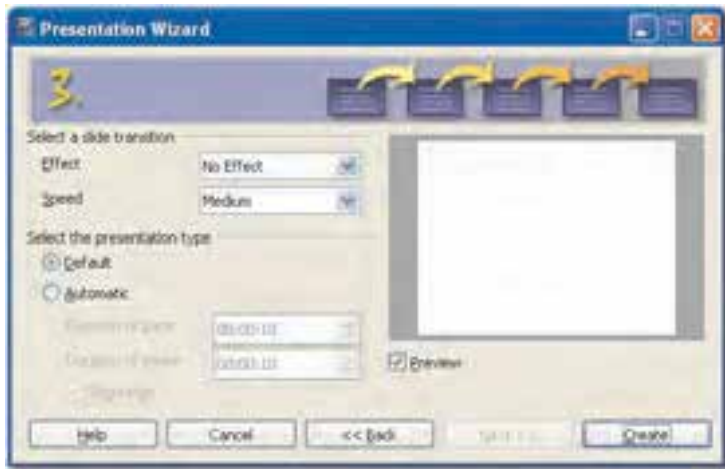 Presentation Wizard
3.
Select a slide transition
Effect No Effect
Speed Medium
Select the presentation type
Default
Automatic
Preview
Help Cancel << Back Create